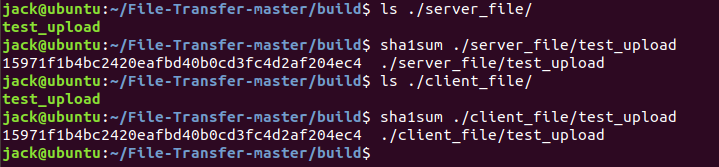 jack@ubuntu:~/File-Transfer-master/build$ ls ./server_file/
test_upload
jack@ubuntu:~/File-Transfer-master/build$ sha1sum ./server_file/test_upload
15971f1b4bc2420eafbd40b0cd3fc4d2af204ec4  ./server_file/test_upload
jack@ubuntu:~/File-Transfer-master/build$ ls ./client_file/
test_upload
jack@ubuntu:~/File-Transfer-master/build$ sha1sum ./client_file/test_upload
15971f1b4bc2420eafbd40b0cd3fc4d2af204ec4  ./client_file/test_upload
jack@ubuntu:~/File-Transfer-master/build$